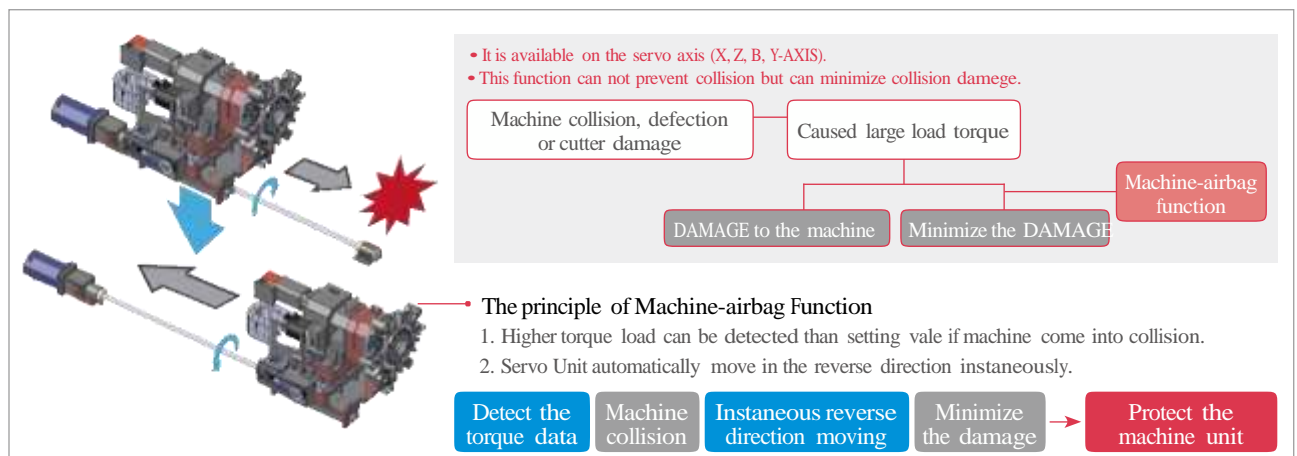 • It is available on the servo axis (X, Z, B, Y-AXIS).
• This function can not prevent collision but can minimize collision damege.
Machine collision, defection
or cutter damage
Caused large load torque
Machine-airbag
function
DAMAGE to the machine
Minimize the DAMAGE
The principle of Machine-airbag Function
1. Higher torque load can be detected than setting vale if machine come into collision.
2. Servo Unit automatically move in the reverse direction instaneously.
Detect the
torque data
Machine
collision
Instaneous reverse
direction moving
Minimize
the damage
Protect the
machine unit